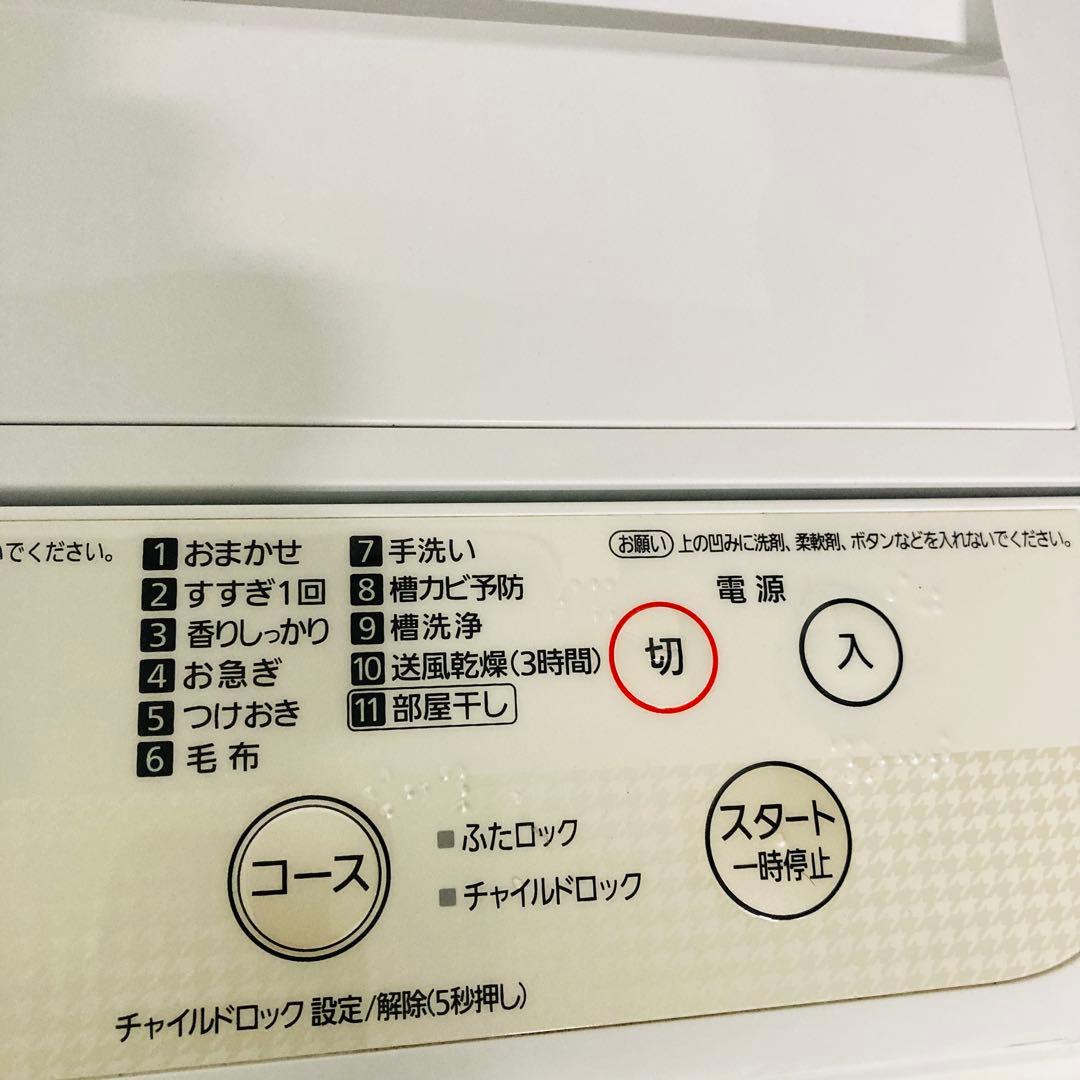 いでください。
1 おまかせ
2 すすぎ1回
3 香りしっかり
4 お急ぎ
5 つけおき
6 毛布
7 手洗い
8 槽カビ予防
9 槽洗浄
10 送風乾燥(3時間)
11 部屋干し
お願い 上の凹みに洗剤、柔軟剤、ボタンなどを入れないでください。
電源
切
入
コース
ふたロック
チャイルドロック
スタート
一時停止
チャイルドロック 設定/解除(5秒押し)